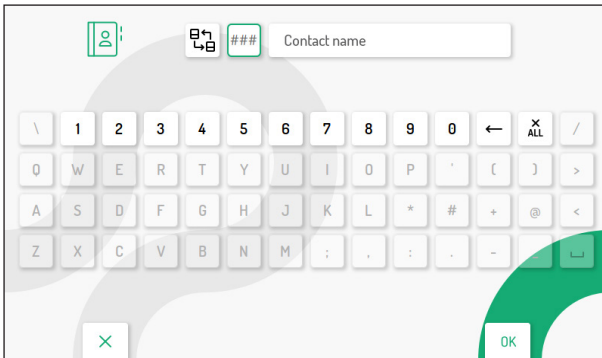 ### Contact name
\ 1 2 3 4 5 6 7 8 9 0 ← × ALL /
Q W E R T Y U I O P ' ( ) >
A S D F G H J K L * # + @ <
Z X C V B N M ; , : . - _
× OK